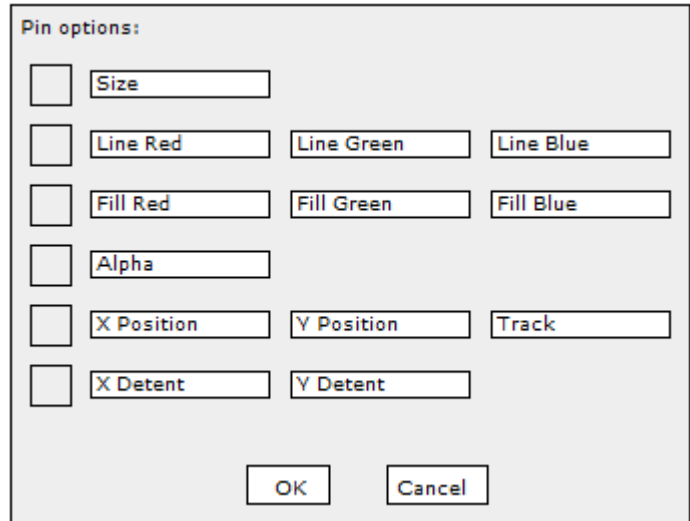 Pin options:
Size
Line Red Line Green Line Blue
Fill Red Fill Green Fill Blue
Alpha
X Position Y Position Track
X Detent Y Detent
OK Cancel